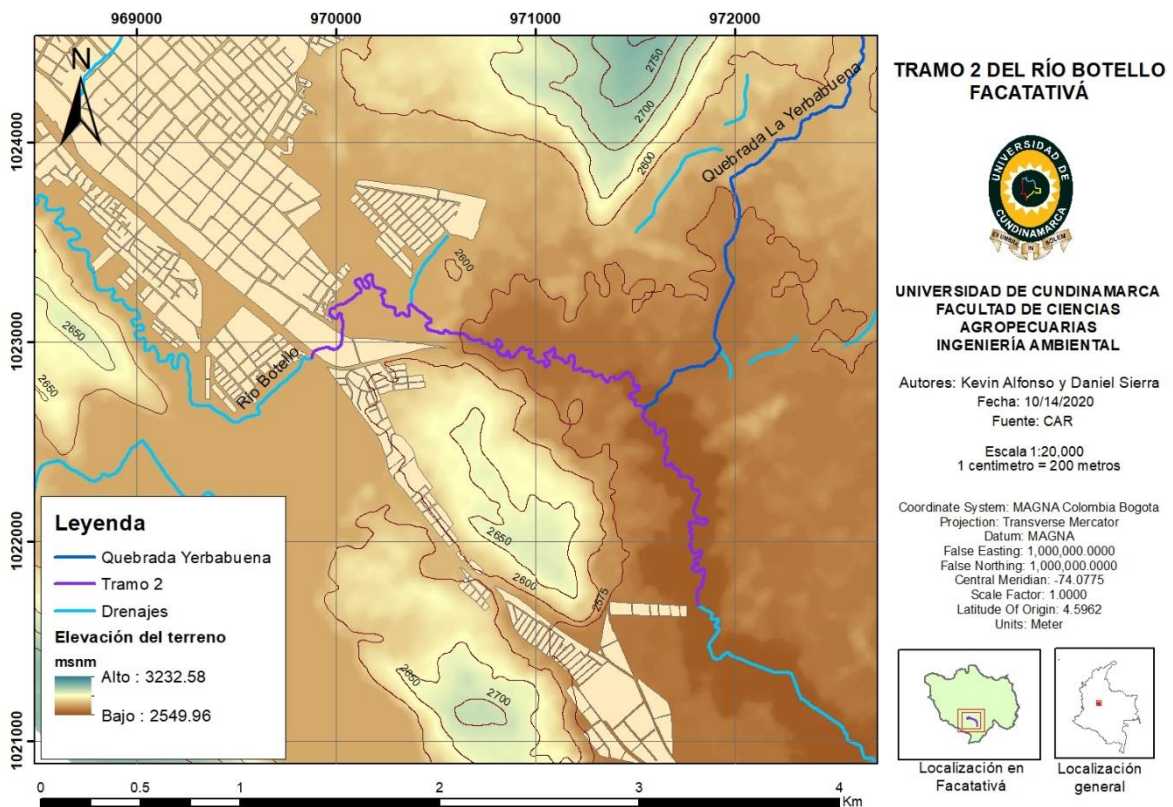 969000
970000
971000
972000
N
2750
2700
2600
Quebrada La Yerbabuena
1024000
1023000
1022000
1021000
2600
2650
2650
Río Botello
2650
2600
2575
2650
2700
Leyenda
Quebrada Yerbabuena
Tramo 2
Drenajes
Elevación del terreno
msnm
Alto : 3232.58
Bajo : 2549.96
0 0.5 1 2 3 4
Km
TRAMO 2 DEL RÍO BOTELLO
FACATATIVÁ
UNIVERSIDAD DE
CUNDINAMARCA
UNIVERSIDAD DE CUNDINAMARCA
FACULTAD DE CIENCIAS
AGROPECUARIAS
INGENIERÍA AMBIENTAL
Autores: Kevin Alfonso y Daniel Sierra
Fecha: 10/14/2020
Fuente: CAR
Escala 1:20,000
1 centimetro = 200 metros
Coordinate System: MAGNA Colombia Bogota
Projection: Transverse Mercator
Datum: MAGNA
False Easting: 1,000,000.0000
False Northing: 1,000,000.0000
Central Meridian: -74.0775
Scale Factor: 1.0000
Latitude Of Origin: 4.5962
Units: Meter
Localización en
Facatativá
Localización
general